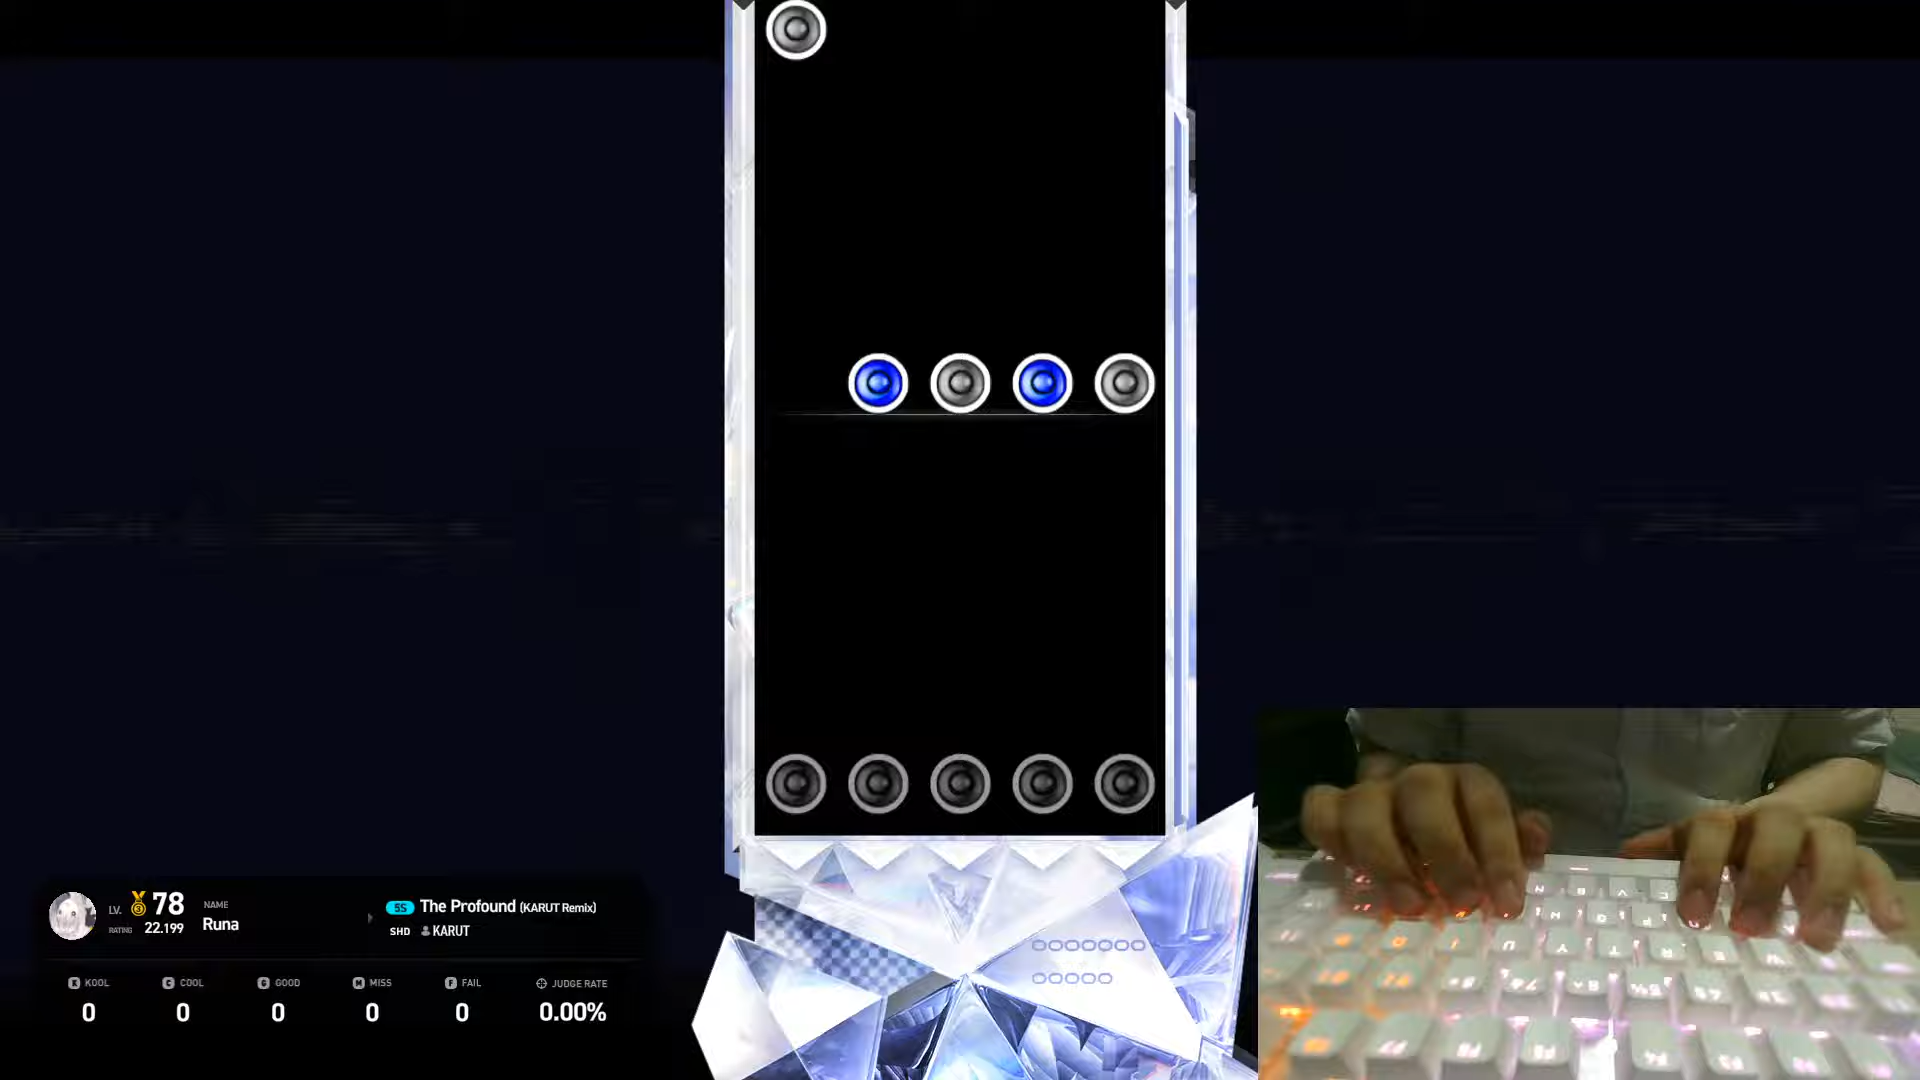 LV. 78
RATING 22.199
NAME
Runa
5S The Profound (KARUT Remix)
SHD KARUT
K KOOL
0
C COOL
0
G GOOD
0
M MISS
0
F FAIL
0
JUDGE RATE
0.00%